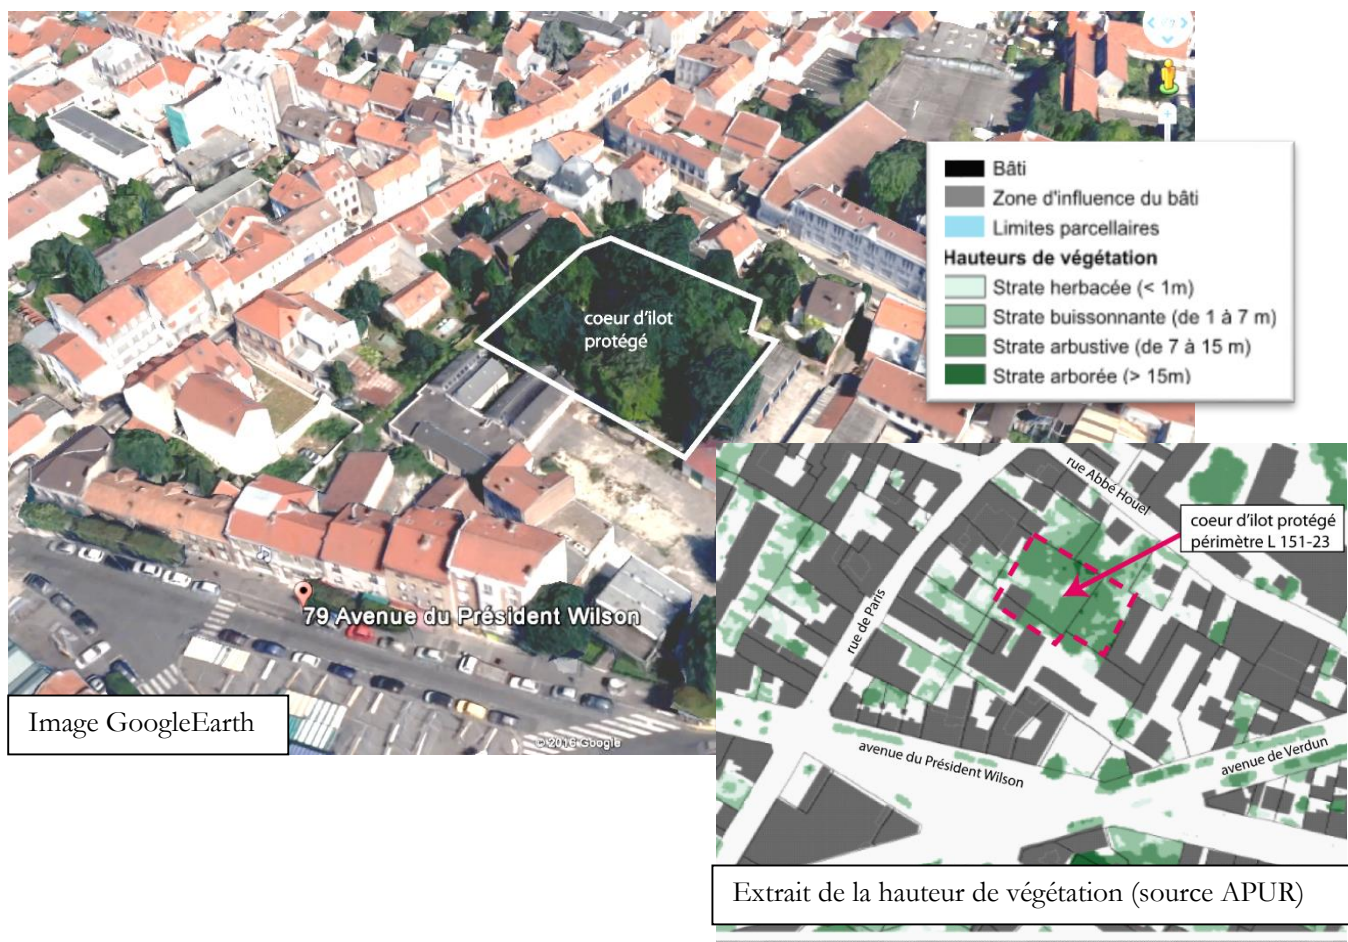 coeur d'ilot
protégé
79 Avenue du Président Wilson
© 2016 Google
Image GoogleEarth
Bâti
Zone d'influence du bâti
Limites parcellaires
Hauteurs de végétation
Strate herbacée (< 1m)
Strate buissonnante (de 1 à 7 m)
Strate arbustive (de 7 à 15 m)
Strate arborée (> 15m)
rue Abbé Houel
coeur d'ilot protégé
périmètre L 151-23
rue de Paris
avenue du Président Wilson
avenue de Verdun
Extrait de la hauteur de végétation (source APUR)